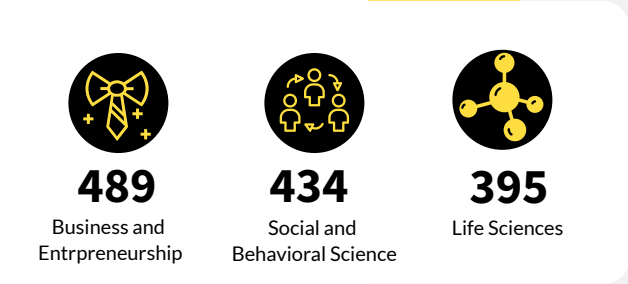 489
Business and
Entrpreneurship
434
Social and
Behavioral Science
395
Life Sciences